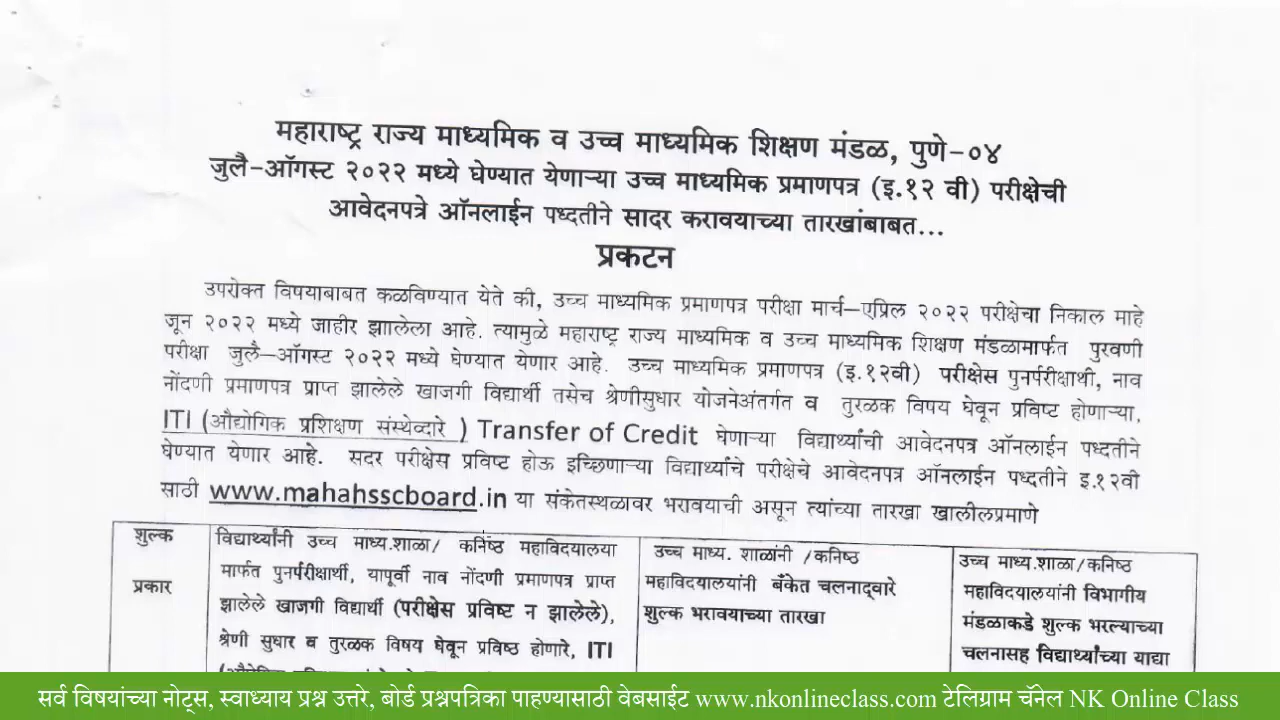 महाराष्ट्र राज्य माध्यमिक व उच्च माध्यमिक शिक्षण मंडळ, पुणे-०४
जुलै-ऑगस्ट २०२२ मध्ये घेण्यात येणाऱ्या उच्च माध्यमिक प्रमाणपत्र (इ.१२ वी) परीक्षेची
आवेदनपत्रे ऑनलाईन पध्दतीने सादर करावयाच्या तारखांबाबत...
प्रकटन
उपरोक्त विषयाबाबत कळविण्यात येते की, उच्च माध्यमिक प्रमाणपत्र परीक्षा मार्च–एप्रिल २०२२ परीक्षेचा निकाल माहे
जून २०२२ मध्ये जाहीर झालेला आहे. त्यामुळे महाराष्ट्र राज्य माध्यमिक व उच्च माध्यमिक शिक्षण मंडळामार्फत पुरवणी
परीक्षा जुलै–ऑगस्ट २०२२ मध्ये घेण्यात येणार आहे. उच्च माध्यमिक प्रमाणपत्र (इ.१२वी) परीक्षेस पुनर्परीक्षार्थी, नाव
नोंदणी प्रमाणपत्र प्राप्त झालेले खाजगी विद्यार्थी तसेच श्रेणीसुधार योजनेअंतर्गत व तुरळक विषय घेवून प्रविष्ट होणाऱ्या,
ITI (औद्योगिक प्रशिक्षण संस्थेव्दारे ) Transfer of Credit घेणाऱ्या विद्यार्थ्यांची आवेदनपत्र ऑनलाईन पध्दतीने
घेण्यात येणार आहे. सदर परीक्षेस प्रविष्ट होऊ इच्छिणाऱ्या विद्यार्थ्यांचे परीक्षेचे आवेदनपत्र ऑनलाईन पध्दतीने इ.१२वी
साठी www.mahahsscboard.in या संकेतस्थळावर भरावयाची असून त्यांच्या तारखा खालीलप्रमाणे
शुल्क
प्रकार
विद्यार्थ्यांनी उच्च माध्य.शाळा/ कनिष्ठ महाविदयालया
मार्फत पुनर्परीक्षार्थी, यापूर्वी नाव नोंदणी प्रमाणपत्र प्राप्त
झालेले खाजगी विद्यार्थी (परीक्षेस प्रविष्ट न झालेले),
श्रेणी सुधार व तुरळक विषय घेवून प्रविष्ठ होणारे, ITI
उच्च माध्य. शाळांनी /कनिष्ठ
महाविदयालयांनी बँकेत चलनाद्वारे
शुल्क भरावयाच्या तारखा
उच्च माध्य.शाळा/कनिष्ठ
महाविदयालयांनी विभागीय
मंडळाकडे शुल्क भरल्याच्या
चलनासह विद्यार्थ्यांच्या याद्या
सर्व विषयांच्या नोट्स, स्वाध्याय प्रश्न उत्तरे, बोर्ड प्रश्नपत्रिका पाहण्यासाठी वेबसाईट www.nkonlineclass.com टेलिग्राम चॅनेल NK Online Class